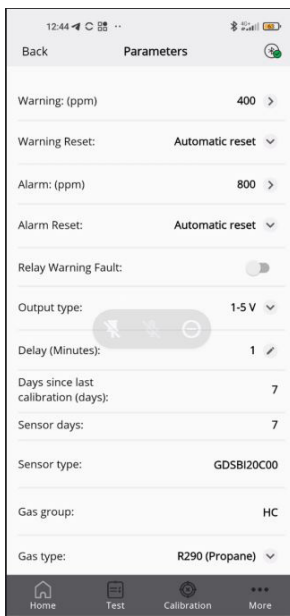 12:44
Back Parameters
Warning: (ppm) 400
Warning Reset: Automatic reset
Alarm: (ppm) 800
Alarm Reset: Automatic reset
Relay Warning Fault:
Output type: 1-5 V
Delay (Minutes): 1
Days since last
calibration (days): 7
Sensor days: 7
Sensor type: GDSBI20C00
Gas group: HC
Gas type: R290 (Propane)
Home Test Calibration More